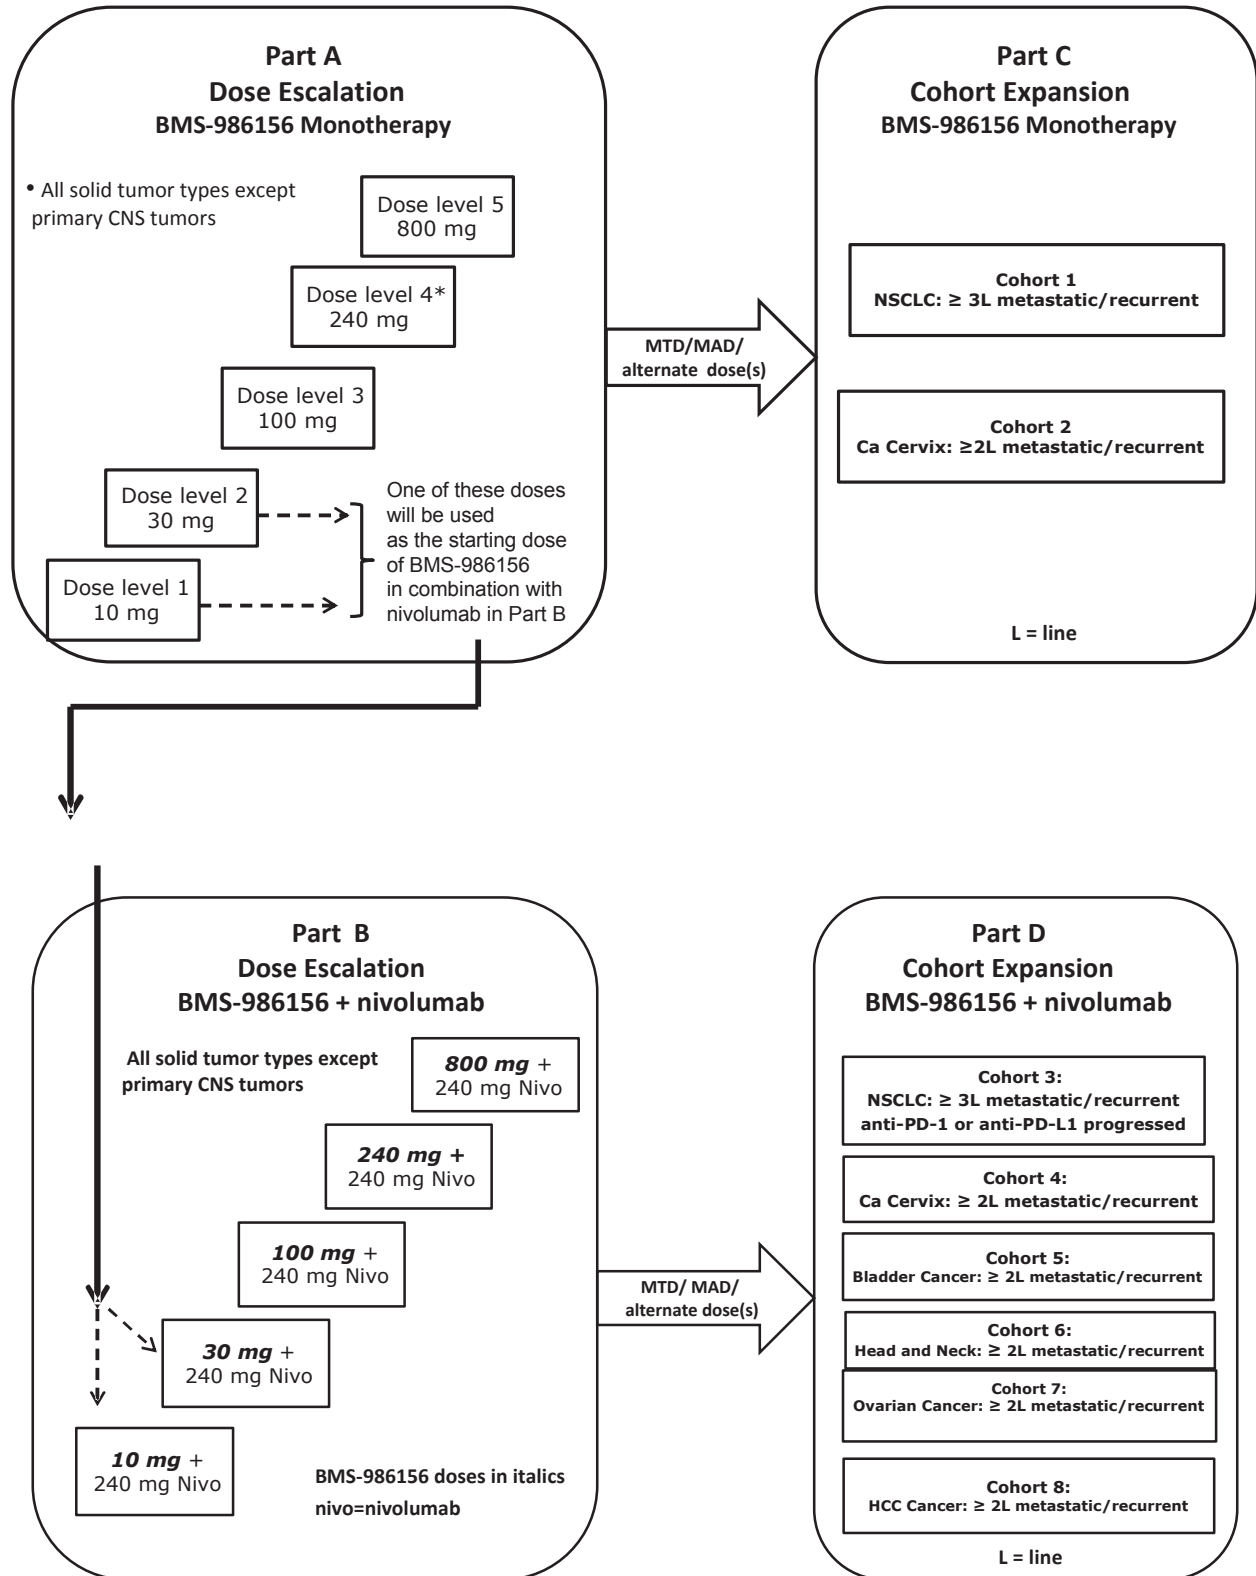 Part A
Dose Escalation
BMS-986156 Monotherapy
• All solid tumor types except
primary CNS tumors
Dose level 5
800 mg
Dose level 4*
240 mg
Dose level 3
100 mg
Dose level 2
30 mg
Dose level 1
10 mg
One of these doses
will be used
as the starting dose
of BMS-986156
in combination with
nivolumab in Part B
MTD/MAD/
alternate dose(s)
Part C
Cohort Expansion
BMS-986156 Monotherapy
Cohort 1
NSCLC: ≥ 3L metastatic/recurrent
Cohort 2
Ca Cervix: ≥2L metastatic/recurrent
L = line
Part B
Dose Escalation
BMS-986156 + nivolumab
All solid tumor types except
primary CNS tumors
800 mg +
240 mg Nivo
240 mg +
240 mg Nivo
100 mg +
240 mg Nivo
30 mg +
240 mg Nivo
10 mg +
240 mg Nivo
BMS-986156 doses in italics
nivo=nivolumab
MTD/ MAD/
alternate dose(s)
Part D
Cohort Expansion
BMS-986156 + nivolumab
Cohort 3:
NSCLC: ≥ 3L metastatic/recurrent
anti-PD-1 or anti-PD-L1 progressed
Cohort 4:
Ca Cervix: ≥ 2L metastatic/recurrent
Cohort 5:
Bladder Cancer: ≥ 2L metastatic/recurrent
Cohort 6:
Head and Neck: ≥ 2L metastatic/recurrent
Cohort 7:
Ovarian Cancer: ≥ 2L metastatic/recurrent
Cohort 8:
HCC Cancer: ≥ 2L metastatic/recurrent
L = line